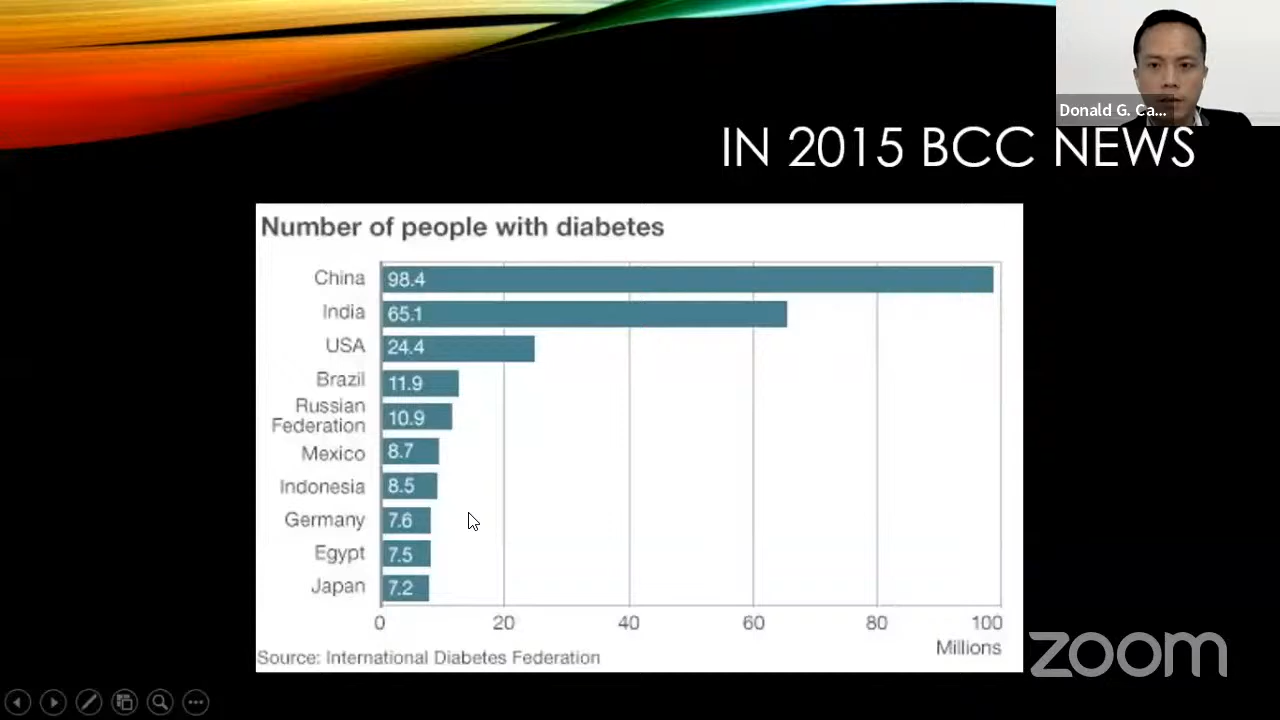 Donald G. Ca...
IN 2015 BCC NEWS
Number of people with diabetes
China 98.4
India 65.1
USA 24.4
Brazil 11.9
Russian
Federation 10.9
Mexico 8.7
Indonesia 8.5
Germany 7.6
Egypt 7.5
Japan 7.2
0 20 40 60 80 100
Millions
Source: International Diabetes Federation
zoom